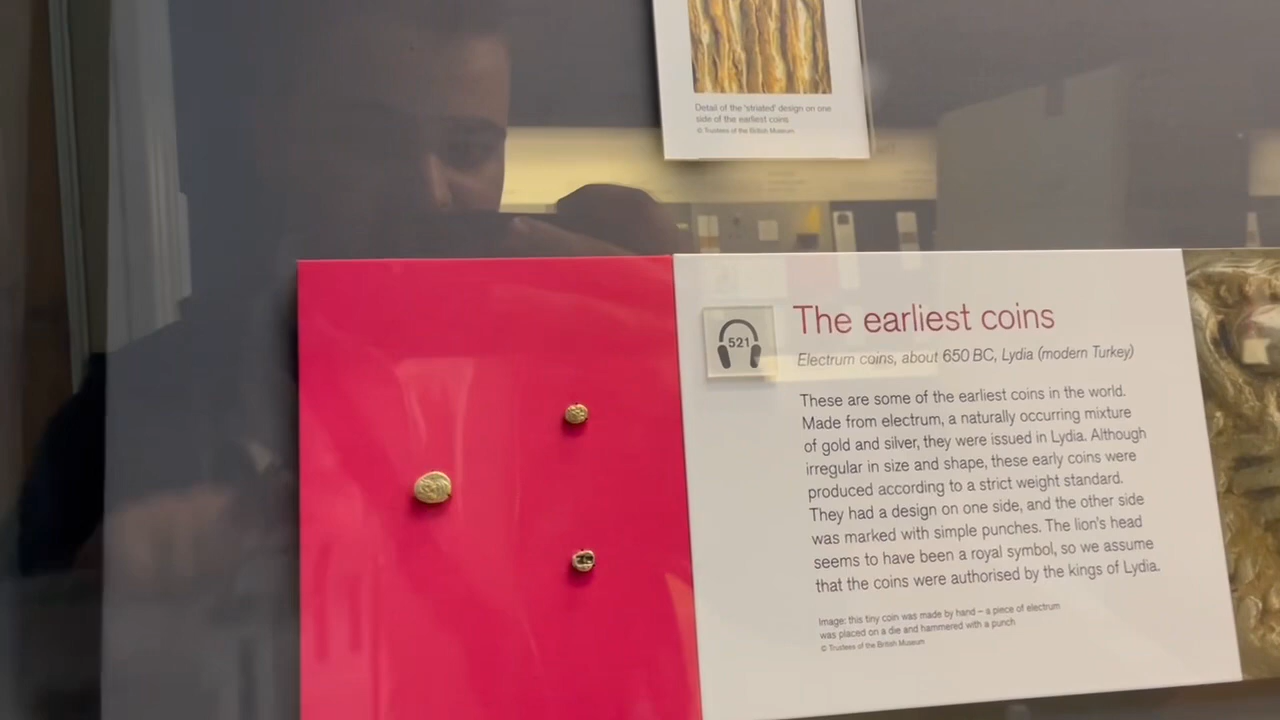 Detail of the 'striated' design on one
side of the earliest coins
© Trustees of the British Museum
521
The earliest coins
Electrum coins, about 650 BC, Lydia (modern Turkey)
These are some of the earliest coins in the world.
Made from electrum, a naturally occurring mixture
of gold and silver, they were issued in Lydia. Although
irregular in size and shape, these early coins were
produced according to a strict weight standard.
They had a design on one side, and the other side
was marked with simple punches. The lion's head
seems to have been a royal symbol, so we assume
that the coins were authorised by the kings of Lydia.
Image: this tiny coin was made by hand – a piece of electrum
was placed on a die and hammered with a punch
© Trustees of the British Museum